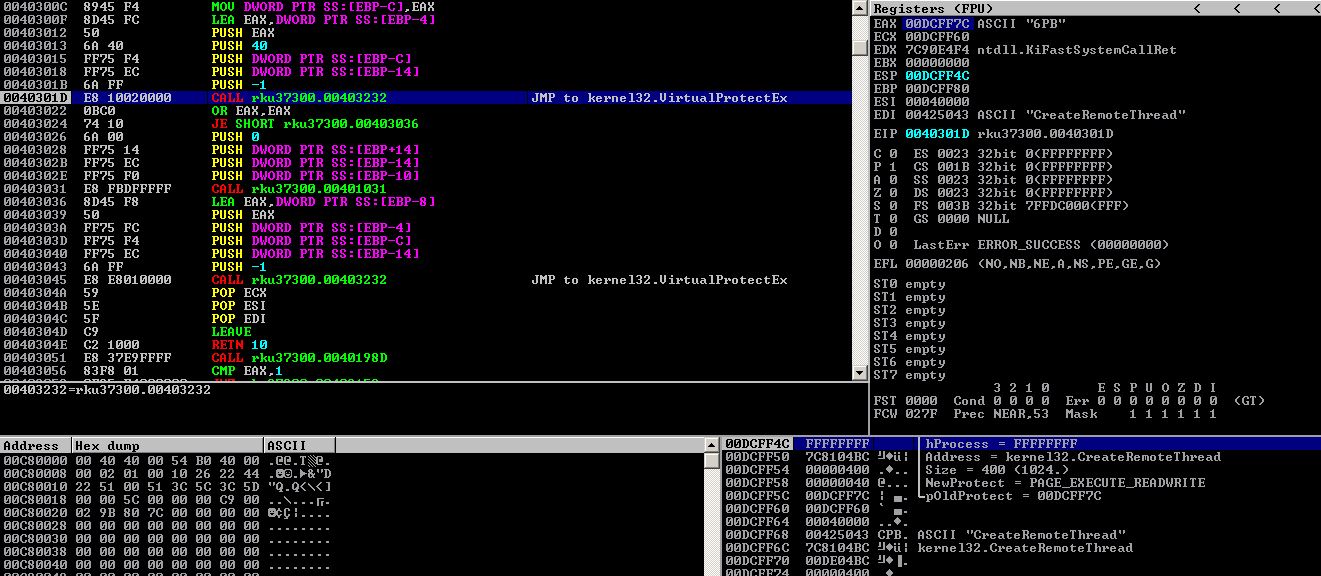 0040300C 8945 F4 MOV DWORD PTR SS:[EBP-C],EAX
0040300F 8D45 FC LEA EAX,DWORD PTR SS:[EBP-4]
00403012 50 PUSH EAX
00403013 6A 40 PUSH 40
00403015 FF75 F4 PUSH DWORD PTR SS:[EBP-C]
00403018 FF75 EC PUSH DWORD PTR SS:[EBP-14]
0040301B 6A FF PUSH -1
0040301D E8 10020000 CALL rku37300.00403232 JMP to kernel32.VirtualProtectEx
00403022 0BC0 OR EAX,EAX
00403024 74 10 JE SHORT rku37300.00403036
00403026 6A 00 PUSH 0
00403028 FF75 14 PUSH DWORD PTR SS:[EBP+14]
0040302B FF75 EC PUSH DWORD PTR SS:[EBP-14]
0040302E FF75 F0 PUSH DWORD PTR SS:[EBP-10]
00403031 E8 FBDFFFFF CALL rku37300.00401031
00403036 8D45 F8 LEA EAX,DWORD PTR SS:[EBP-8]
00403039 50 PUSH EAX
0040303A FF75 FC PUSH DWORD PTR SS:[EBP-4]
0040303D FF75 F4 PUSH DWORD PTR SS:[EBP-C]
00403040 FF75 EC PUSH DWORD PTR SS:[EBP-14]
00403043 6A FF PUSH -1
00403045 E8 E8010000 CALL rku37300.00403232 JMP to kernel32.VirtualProtectEx
0040304A 59 POP ECX
0040304B 5E POP ESI
0040304C 5F POP EDI
0040304D C9 LEAVE
0040304E C2 1000 RETN 10
00403051 E8 37E9FFFF CALL rku37300.0040198D
00403056 83F8 01 CMP EAX,1
00403232=rku37300.00403232
Registers (FPU) < < < <
EAX 00DCFF7C ASCII "6PB"
ECX 00DCFF60
EDX 7C90E4F4 ntdll.KiFastSystemCallRet
EBX 00000000
ESP 00DCFF4C
EBP 00DCFF80
ESI 00040000
EDI 00425043 ASCII "CreateRemoteThread"
EIP 0040301D rku37300.0040301D
C 0 ES 0023 32bit 0(FFFFFFFF)
P 1 CS 001B 32bit 0(FFFFFFFF)
A 0 SS 0023 32bit 0(FFFFFFFF)
Z 0 DS 0023 32bit 0(FFFFFFFF)
S 0 FS 003B 32bit 7FFDC000(FFF)
T 0 GS 0000 NULL
D 0
O 0 LastErr ERROR_SUCCESS (00000000)
EFL 00000206 (NO,NB,NE,A,NS,PE,GE,G)
ST0 empty
ST1 empty
ST2 empty
ST3 empty
ST4 empty
ST5 empty
ST6 empty
ST7 empty
3 2 1 0 E S P U O Z D I
FST 0000 Cond 0 0 0 0 Err 0 0 0 0 0 0 0 0 (GT)
FCW 027F Prec NEAR,53 Mask 1 1 1 1 1 1
Address Hex dump ASCII
00C80000 00 40 40 00 54 B0 40 00
00C80008 00 02 01 00 10 26 22 44
00C80010 22 51 00 51 3C 5C 3C 5D "Q.Q<\<]
00C80018 00 00 5C 00 00 00 C9 00
00C80020 02 9B 80 7C 00 00 00 00
00C80028 00 00 00 00 00 00 00 00 ........
00C80030 00 00 00 00 00 00 00 00 ........
00C80038 00 00 00 00 00 00 00 00 ........
00C80040 00 00 00 00 00 00 00 00 ........
00DCFF4C FFFFFFFF hProcess = FFFFFFFF
00DCFF50 7C8104BC Address = kernel32.CreateRemoteThread
00DCFF54 00000400 Size = 400 (1024.)
00DCFF58 00000040 @... NewProtect = PAGE_EXECUTE_READWRITE
00DCFF5C 00DCFF7C pOldProtect = 00DCFF7C
00DCFF60 00DCFF60
00DCFF64 00040000
00DCFF68 00425043 CPB. ASCII "CreateRemoteThread"
00DCFF6C 7C8104BC kernel32.CreateRemoteThread
00DCFF70 00DE04BC
00DCFF74 00000400